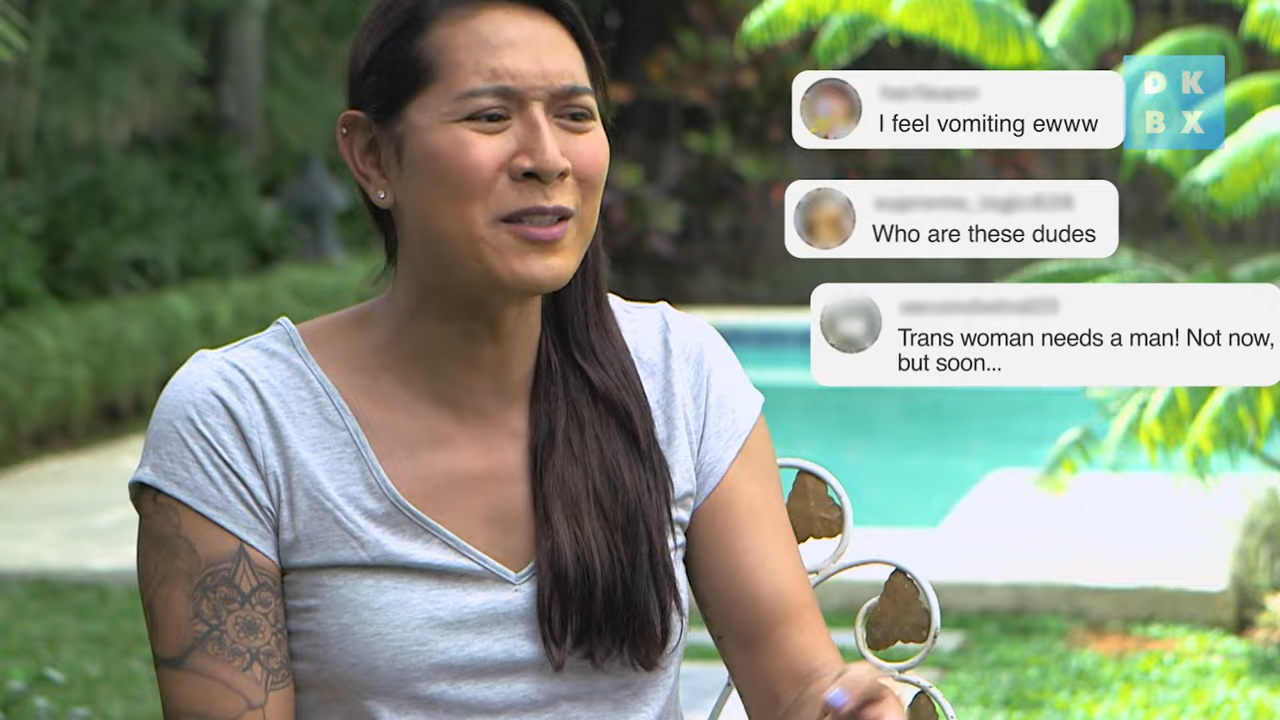 D K
B X
I feel vomiting ewww
Who are these dudes
Trans woman needs a man! Not now,
but soon...